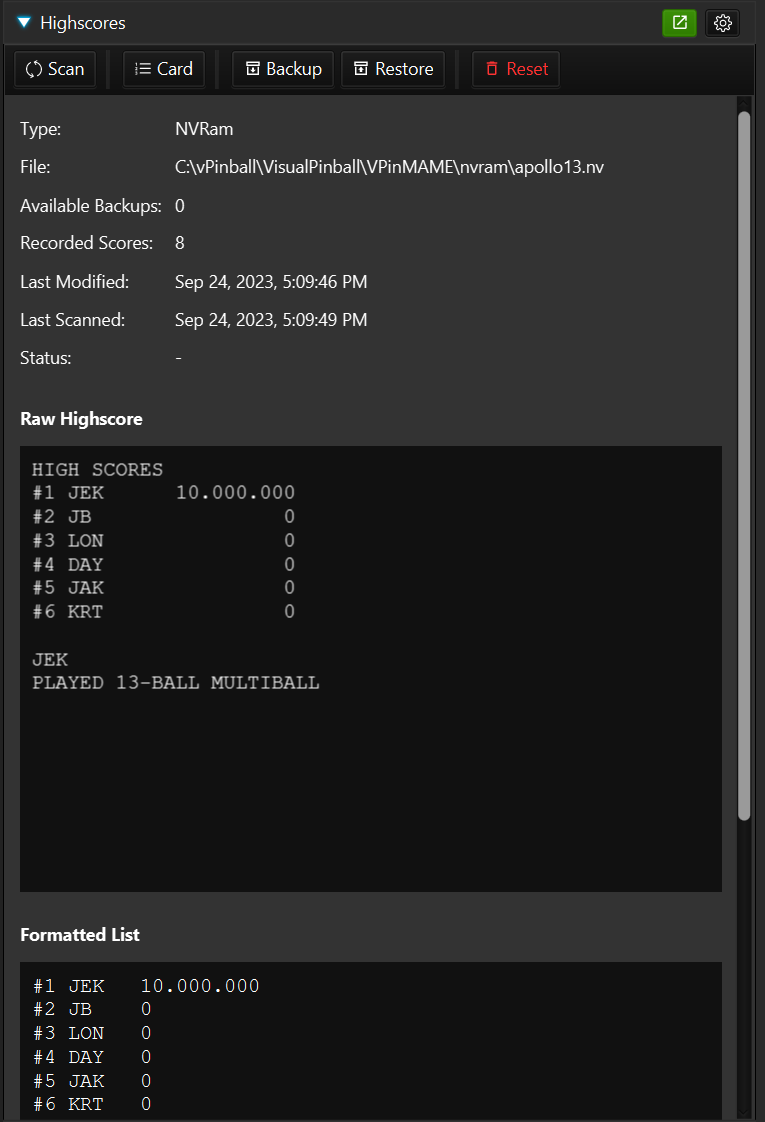 Highscores
Scan Card Backup Restore Reset
Type: NVRam
File: C:\vPinball\VisualPinball\VPinMAME\nvram\apollo13.nv
Available Backups: 0
Recorded Scores: 8
Last Modified: Sep 24, 2023, 5:09:46 PM
Last Scanned: Sep 24, 2023, 5:09:49 PM
Status: -
Raw Highscore
HIGH SCORES
#1 JEK 10.000.000
#2 JB 0
#3 LON 0
#4 DAY 0
#5 JAK 0
#6 KRT 0
JEK
PLAYED 13-BALL MULTIBALL
Formatted List
#1 JEK 10.000.000
#2 JB 0
#3 LON 0
#4 DAY 0
#5 JAK 0
#6 KRT 0